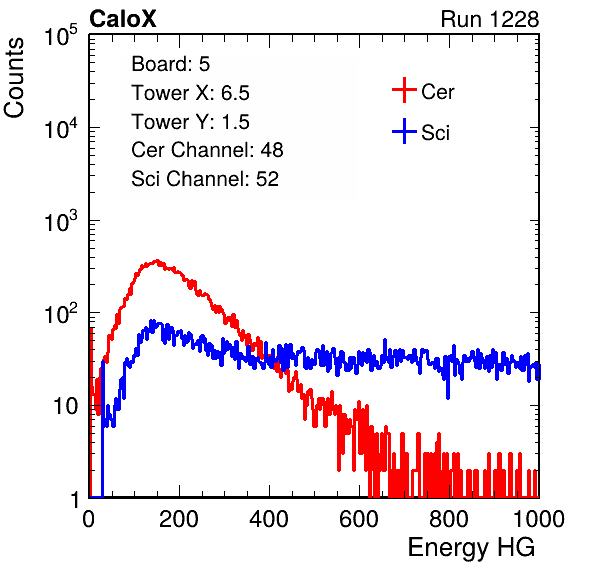 CaloX Run 1228
Counts
Board: 5
Tower X: 6.5
Tower Y: 1.5
Cer Channel: 48
Sci Channel: 52
Cer
Sci
10^5
10^4
10^3
10^2
10
1
0 200 400 600 800 1000
Energy HG